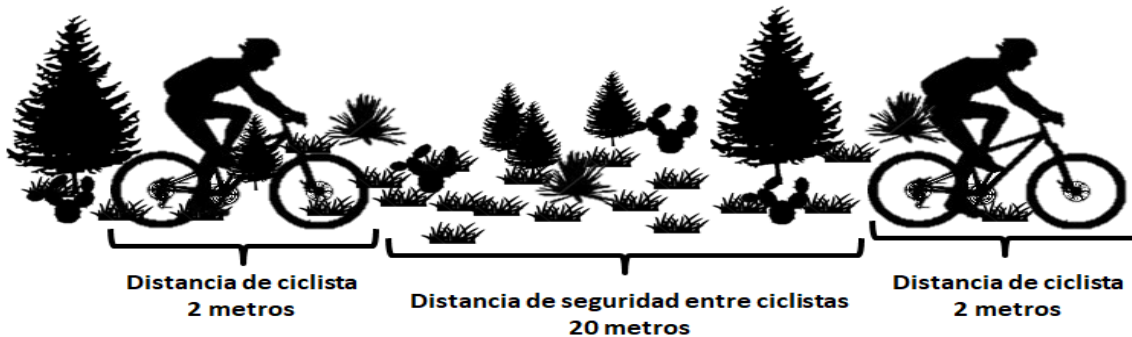 Distancia de ciclista
2 metros
Distancia de seguridad entre ciclistas
20 metros
Distancia de ciclista
2 metros